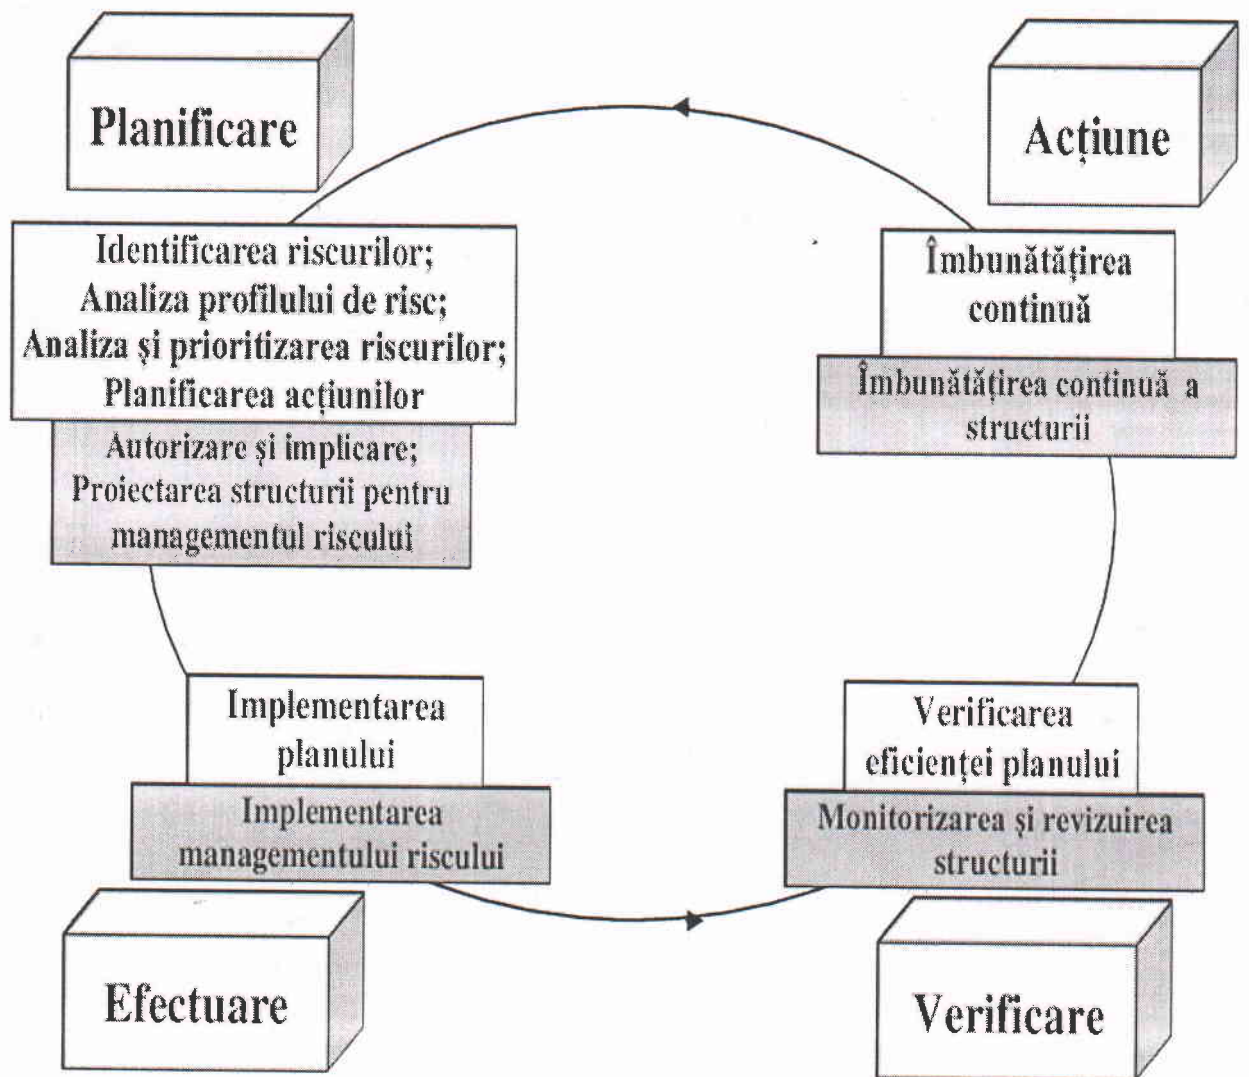 Planificare
Identificarea riscurilor;
Analiza profilului de risc;
Analiza și prioritizarea riscurilor;
Planificarea acțiunilor
Autorizare și implicare;
Proiectarea structurii pentru
managementul riscului
Acțiune
Îmbunătățirea
continuă
Îmbunătățirea continuă a
structurii
Implementarea
planului
Implementarea
managementului riscului
Efectuare
Verificarea
eficienței planului
Monitorizarea și revizuirea
structurii
Verificare